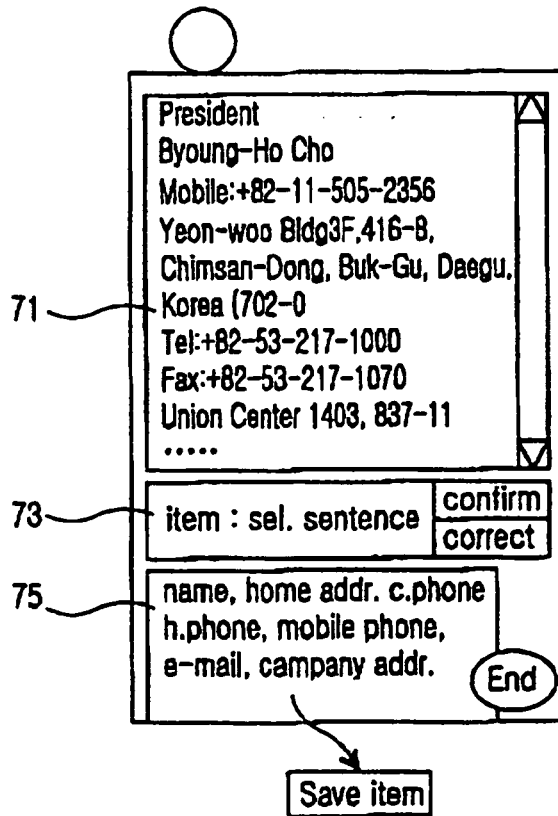 President
Byoung-Ho Cho
Mobile:+82-11-505-2356
Yeon-woo Bldg3F,416-8,
Chimsan-Dong, Buk-Gu, Daegu,
71
Korea (702-0
Tel:+82-53-217-1000
Fax:+82-53-217-1070
Union Center 1403, 837-11
.....
73
item : sel. sentence
confirm
correct
75
name, home addr. c.phone
h.phone, mobile phone,
e-mail, campany addr.
End
Save item